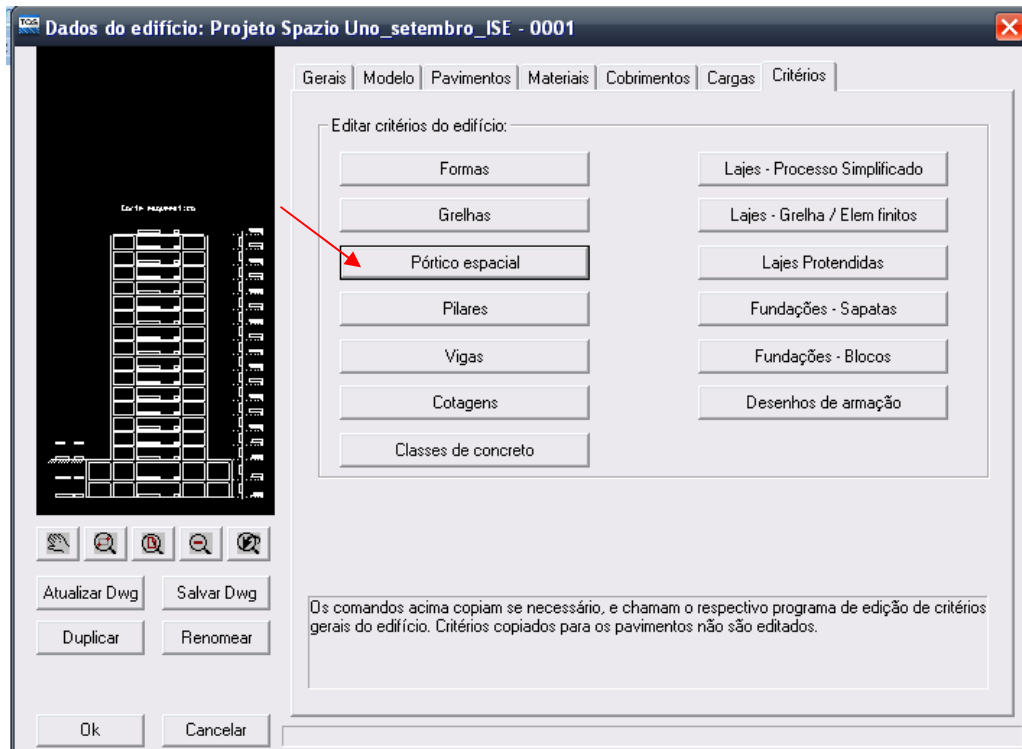 TQS Dados do edifício: Projeto Spazio Uno_setembro_ISE - 0001
Gerais Modelo Pavimentos Materiais Cobrimentos Cargas Critérios
Editar critérios do edifício:
Formas
Lajes - Processo Simplificado
Grelhas
Lajes - Grelha / Elem finitos
Pórtico espacial
Lajes Protendidas
Pilares
Fundações - Sapatas
Vigas
Fundações - Blocos
Cotagens
Desenhos de armação
Classes de concreto
Corte esquemático
Atualizar Dwg
Salvar Dwg
Duplicar
Renomear
Os comandos acima copiam se necessário, e chamam o respectivo programa de edição de critérios
gerais do edifício. Critérios copiados para os pavimentos não são editados.
Ok
Cancelar